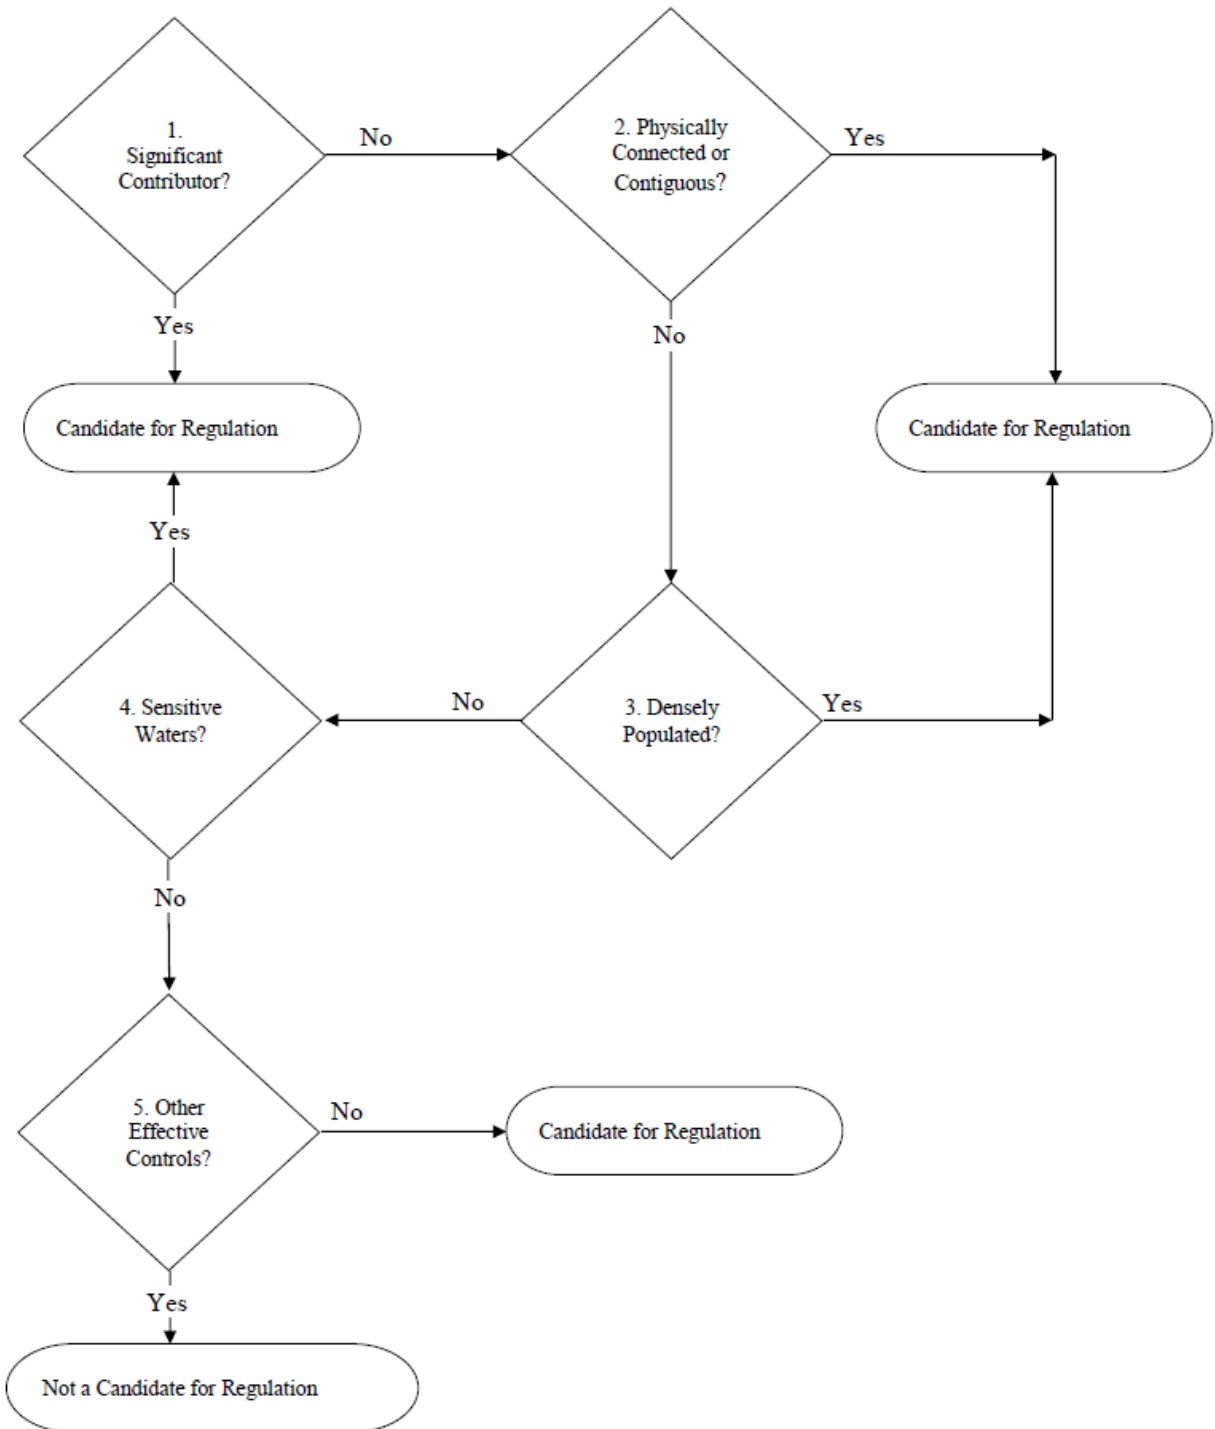 1.
Significant
Contributor?
No
2. Physically
Connected or
Contiguous?
Yes
Yes
No
Candidate for Regulation
Candidate for Regulation
Yes
4. Sensitive
Waters?
No
3. Densely
Populated?
Yes
No
5. Other
Effective
Controls?
No
Candidate for Regulation
Yes
Not a Candidate for Regulation